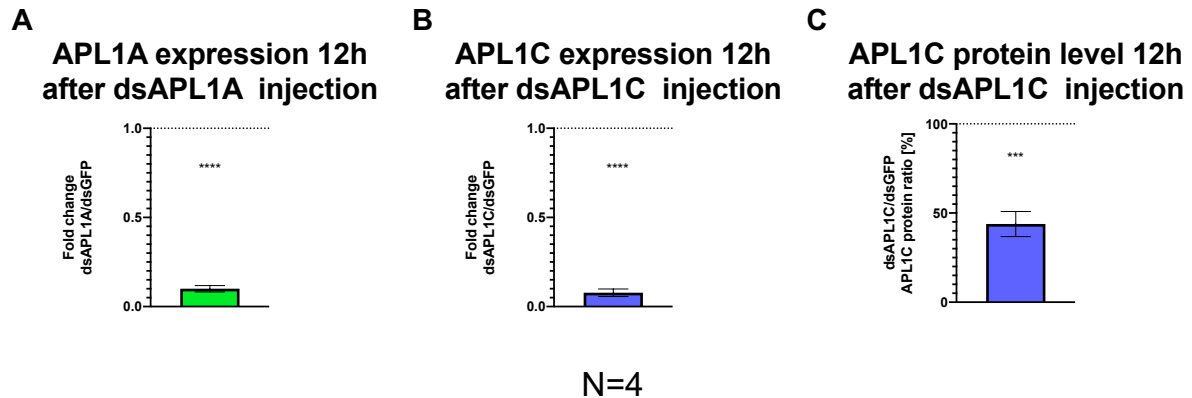 A
APL1A expression 12h
after dsAPL1A injection
Fold change
dsAPL1A/dsGFP
1.0
0.5
0.0
****
B
APL1C expression 12h
after dsAPL1C injection
Fold change
dsAPL1C/dsGFP
1.0
0.5
0.0
****
C
APL1C protein level 12h
after dsAPL1C injection
dsAPL1C/dsGFP
APL1C protein ratio [%]
100
50
0
***
N=4